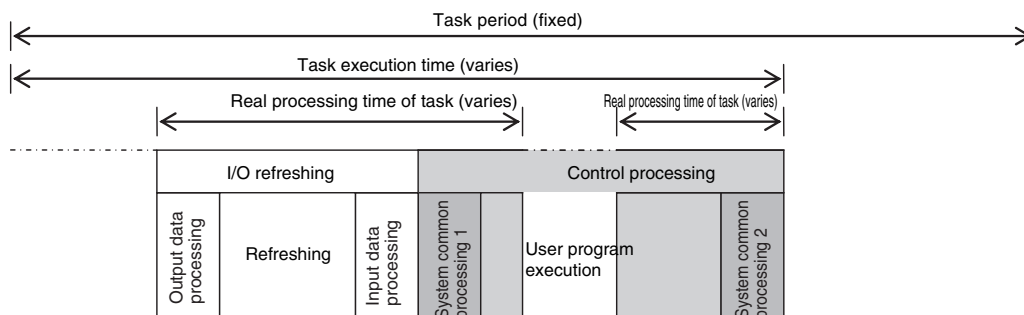 Task period (fixed)
Task execution time (varies)
Real processing time of task (varies)
Real processing time of task (varies)
I/O refreshing
Control processing
Output data
processing
Refreshing
Input data
processing
System common
processing 1
User program
execution
System common
processing 2